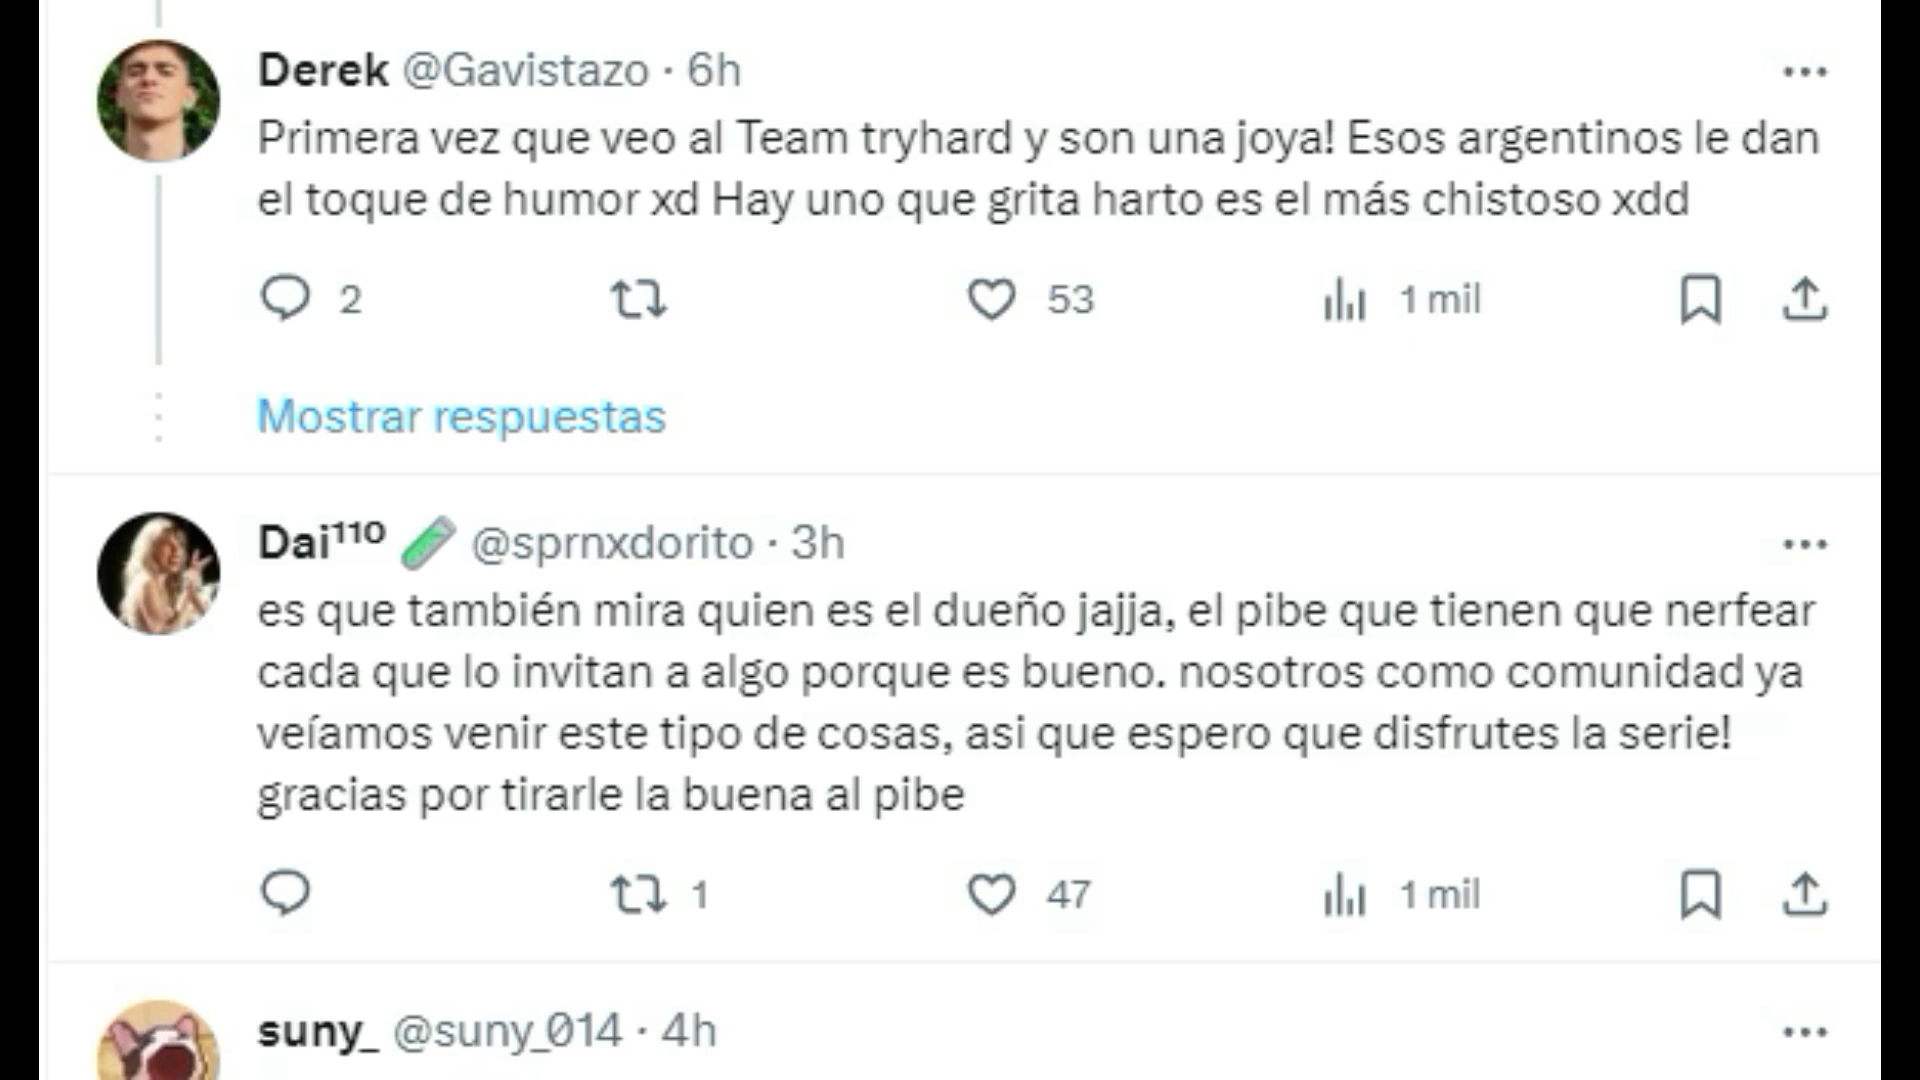 Derek @Gavistazo · 6h
Primera vez que veo al Team tryhard y son una joya! Esos argentinos le dan
el toque de humor xd Hay uno que grita harto es el más chistoso xdd
2 53 1 mil
Mostrar respuestas
Dai¹¹⁰ 🧪 @sprnxdorito · 3h
es que también mira quien es el dueño jajja, el pibe que tienen que nerfear
cada que lo invitan a algo porque es bueno. nosotros como comunidad ya
veíamos venir este tipo de cosas, asi que espero que disfrutes la serie!
gracias por tirarle la buena al pibe
1 47 1 mil
suny_ @suny_014 · 4h